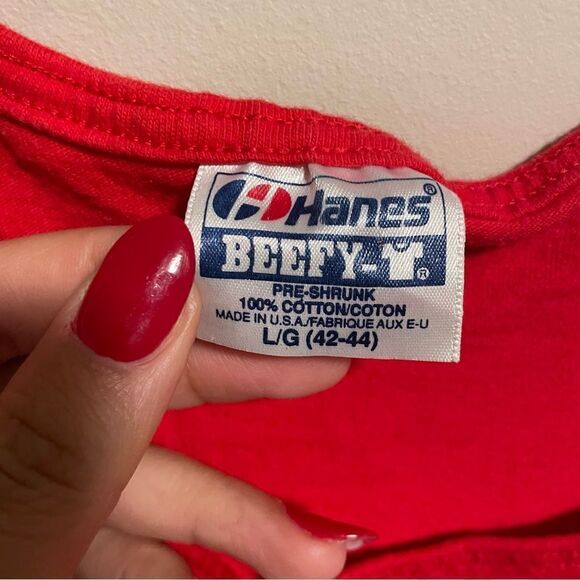 Hanes®
BEEFY-T®
PRE-SHRUNK
100% COTTON/COTON
MADE IN U.S.A./FABRIQUE AUX E-U
L/G (42-44)